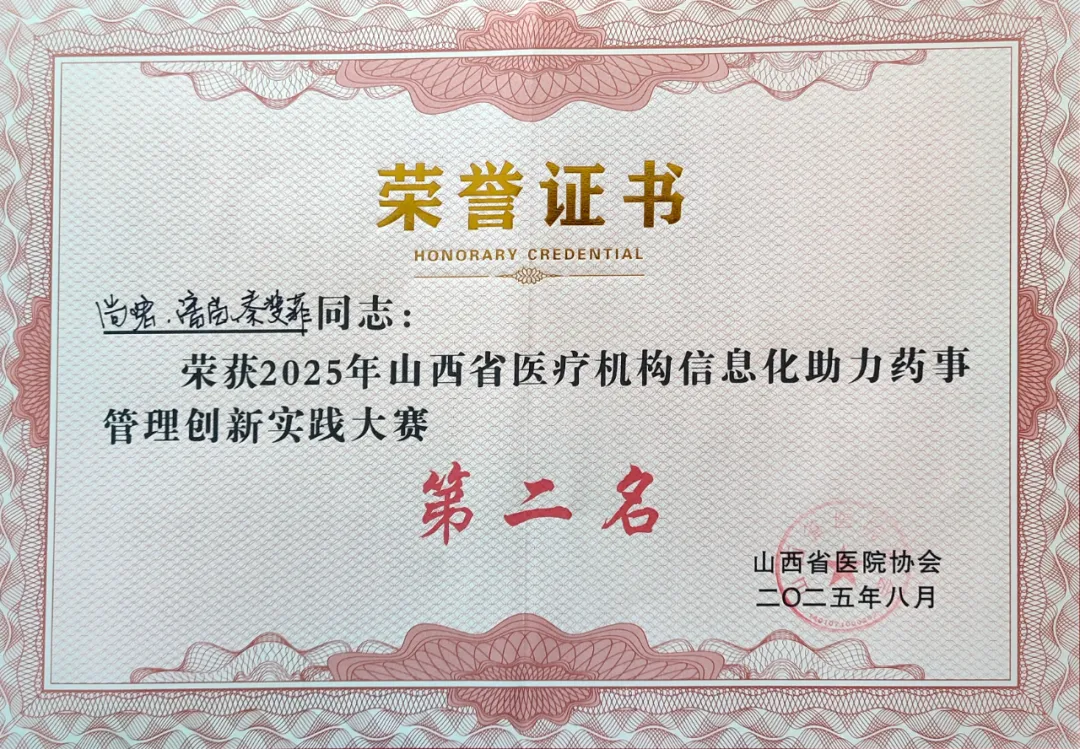 荣誉证书
HONORARY CREDENTIAL
同志：
荣获2025年山西省医疗机构信息化助力药事
管理创新实践大赛
第二名
山西省医院协会
二〇二五年八月